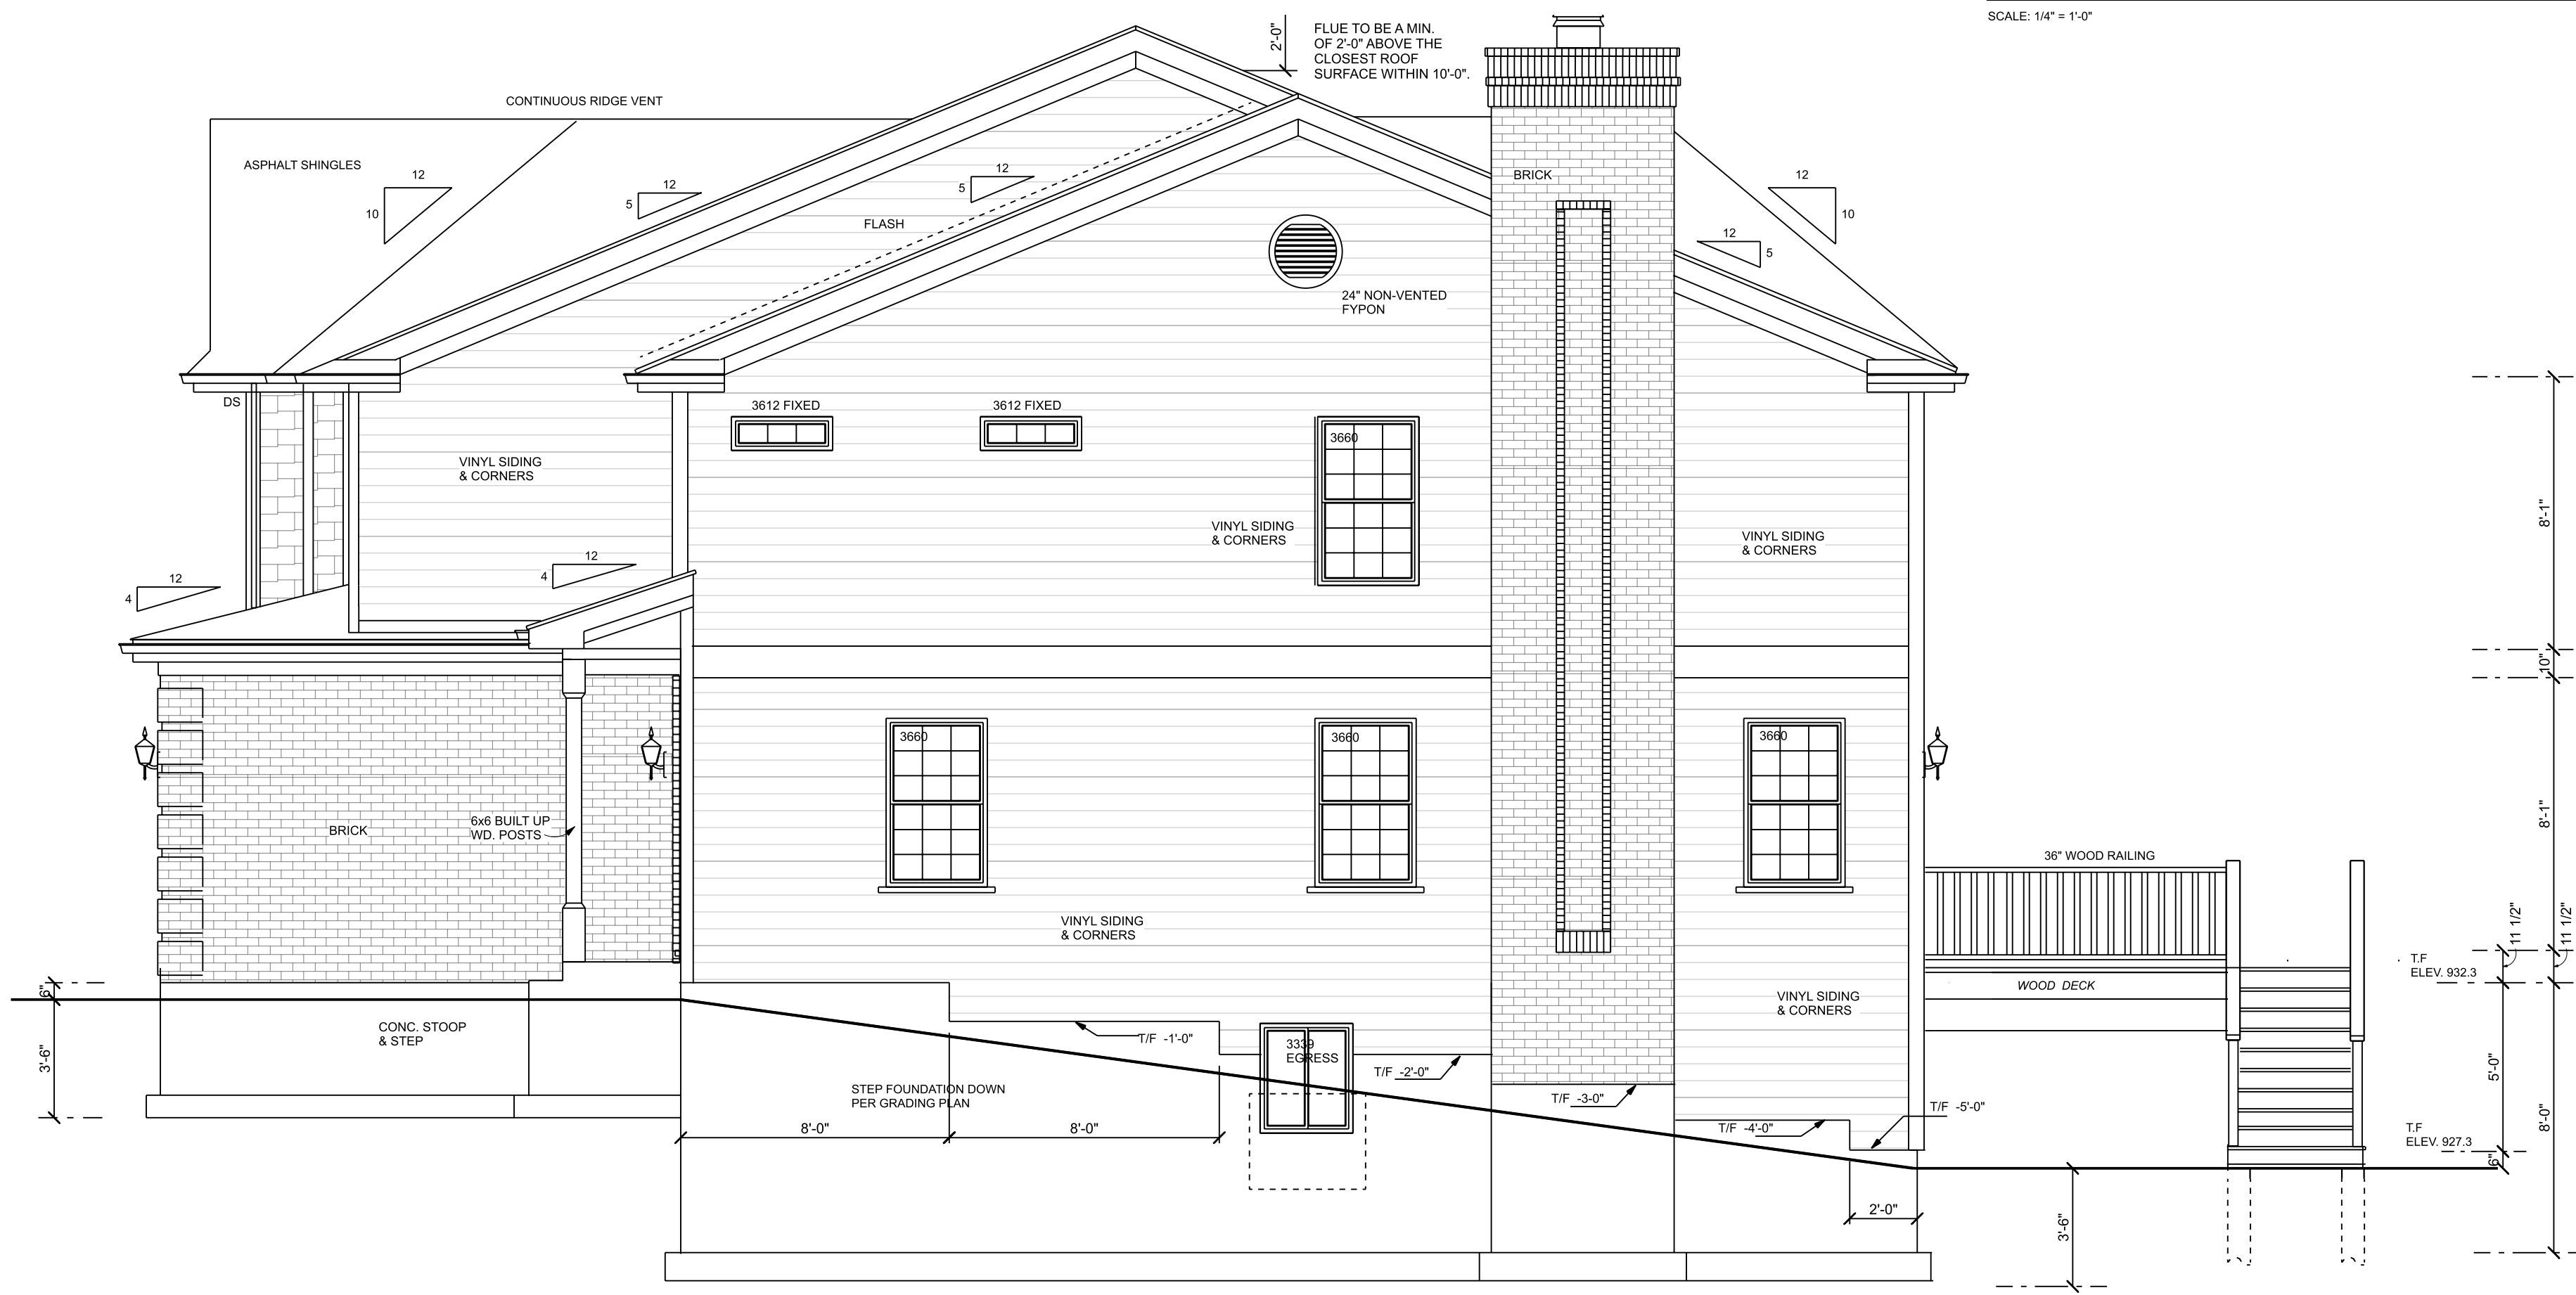 SCALE: 1/4" = 1'-0"
2'-0"
FLUE TO BE A MIN.
OF 2'-0" ABOVE THE
CLOSEST ROOF
SURFACE WITHIN 10'-0".
CONTINUOUS RIDGE VENT
ASPHALT SHINGLES
12
10
12
5
12
5
FLASH
BRICK
12
10
12
5
24" NON-VENTED
FYPON
DS
3612 FIXED
3612 FIXED
3660
VINYL SIDING
& CORNERS
VINYL SIDING
& CORNERS
VINYL SIDING
& CORNERS
8'-1"
12
4
12
4
10"
3660
3660
3660
BRICK
6x6 BUILT UP
WD. POSTS
8'-1"
36" WOOD RAILING
VINYL SIDING
& CORNERS
11 1/2"
11 1/2"
T.F
ELEV. 932.3
WOOD DECK
VINYL SIDING
& CORNERS
6"
3'-6"
CONC. STOOP
& STEP
T/F -1'-0"
3339
EGRESS
T/F -2'-0"
STEP FOUNDATION DOWN
PER GRADING PLAN
T/F -3-0"
T/F -4'-0"
T/F -5'-0"
8'-0"
8'-0"
5'-0"
8'-0"
T.F
ELEV. 927.3
6"
2'-0"
3'-6"